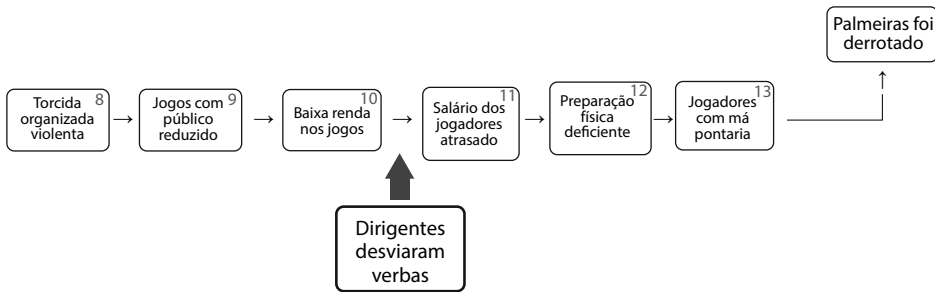 Palmeiras foi
derrotado
8
Torcida
organizada
violenta
9
Jogos com
público
reduzido
10
Baixa renda
nos jogos
11
Salário dos
jogadores
atrasado
12
Preparação
física
deficiente
13
Jogadores
com má
pontaria
Dirigentes
desviaram
verbas